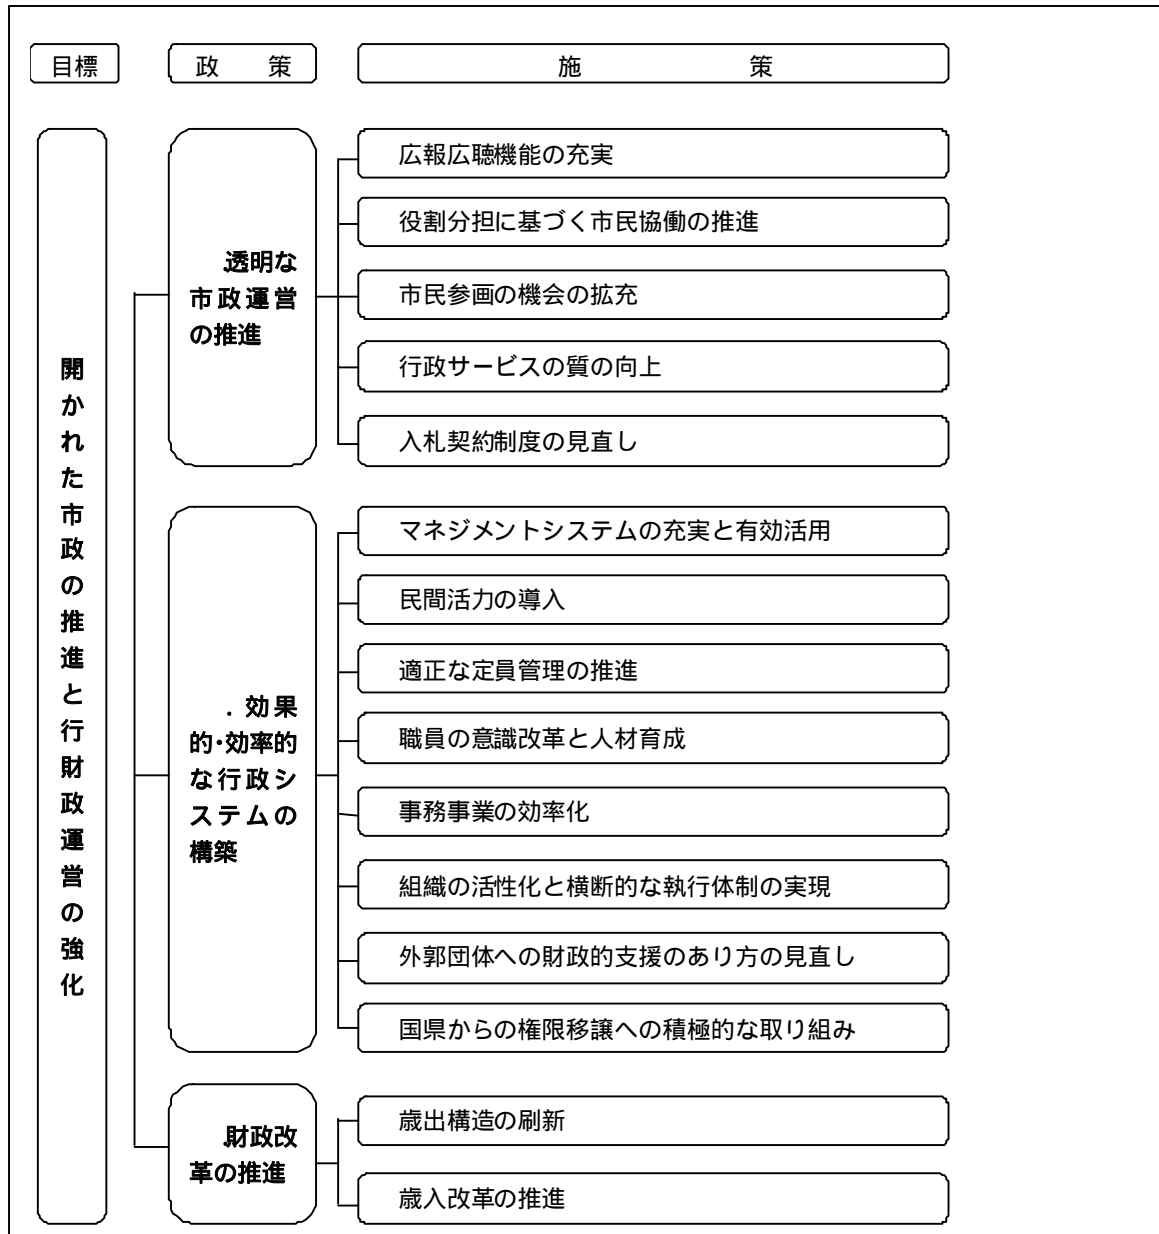 目標
政 策
施 策
開かれた市政の推進と行財政運営の強化
.透明な
市政運営
の推進
広報広聴機能の充実
役割分担に基づく市民協働の推進
市民参画の機会の拡充
行政サービスの質の向上
入札契約制度の見直し
．効果
的・効率的
な行政シ
ステムの
構築
マネジメントシステムの充実と有効活用
民間活力の導入
適正な定員管理の推進
職員の意識改革と人材育成
事務事業の効率化
組織の活性化と横断的な執行体制の実現
外郭団体への財政的支援のあり方の見直し
国県からの権限移譲への積極的な取り組み
.財政改
革の推進
歳出構造の刷新
歳入改革の推進